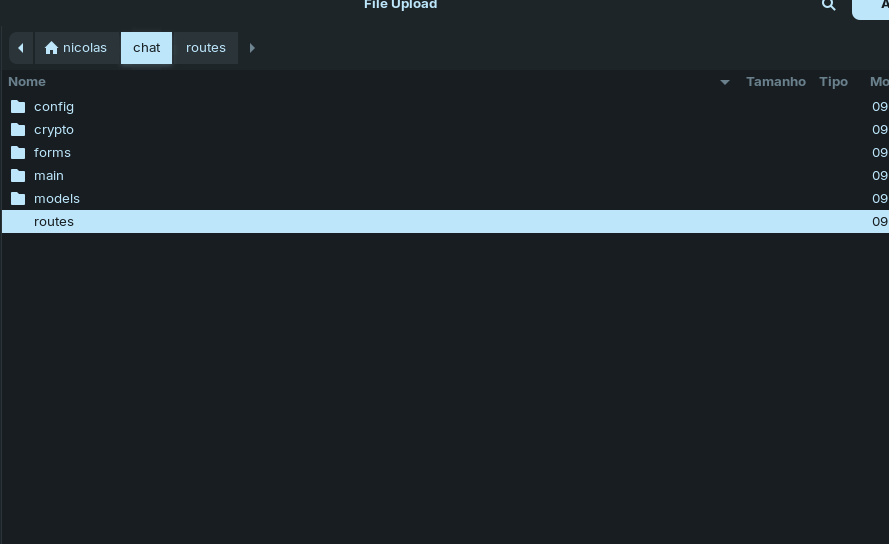 File Upload
nicolas chat routes
Nome Tamanho Tipo
config 09
crypto 09
forms 09
main 09
models 09
routes 09